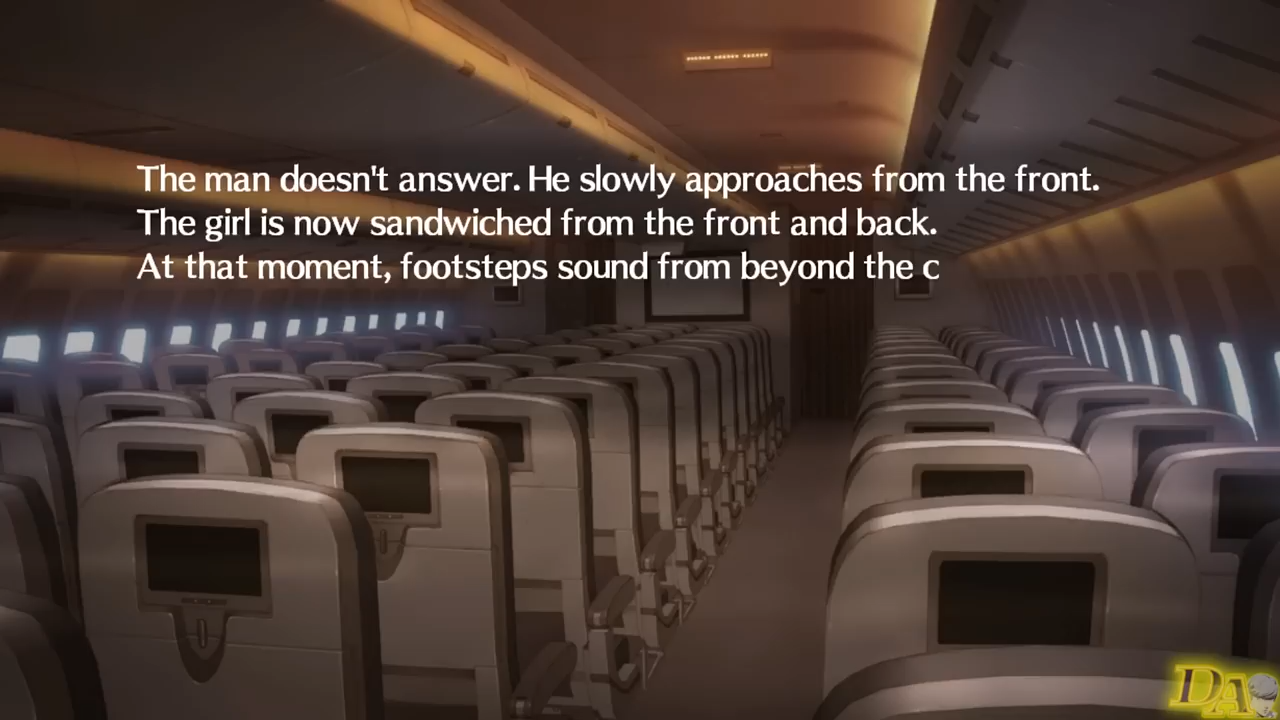 The man doesn't answer. He slowly approaches from the front.
The girl is now sandwiched from the front and back.
At that moment, footsteps sound from beyond the c
DA